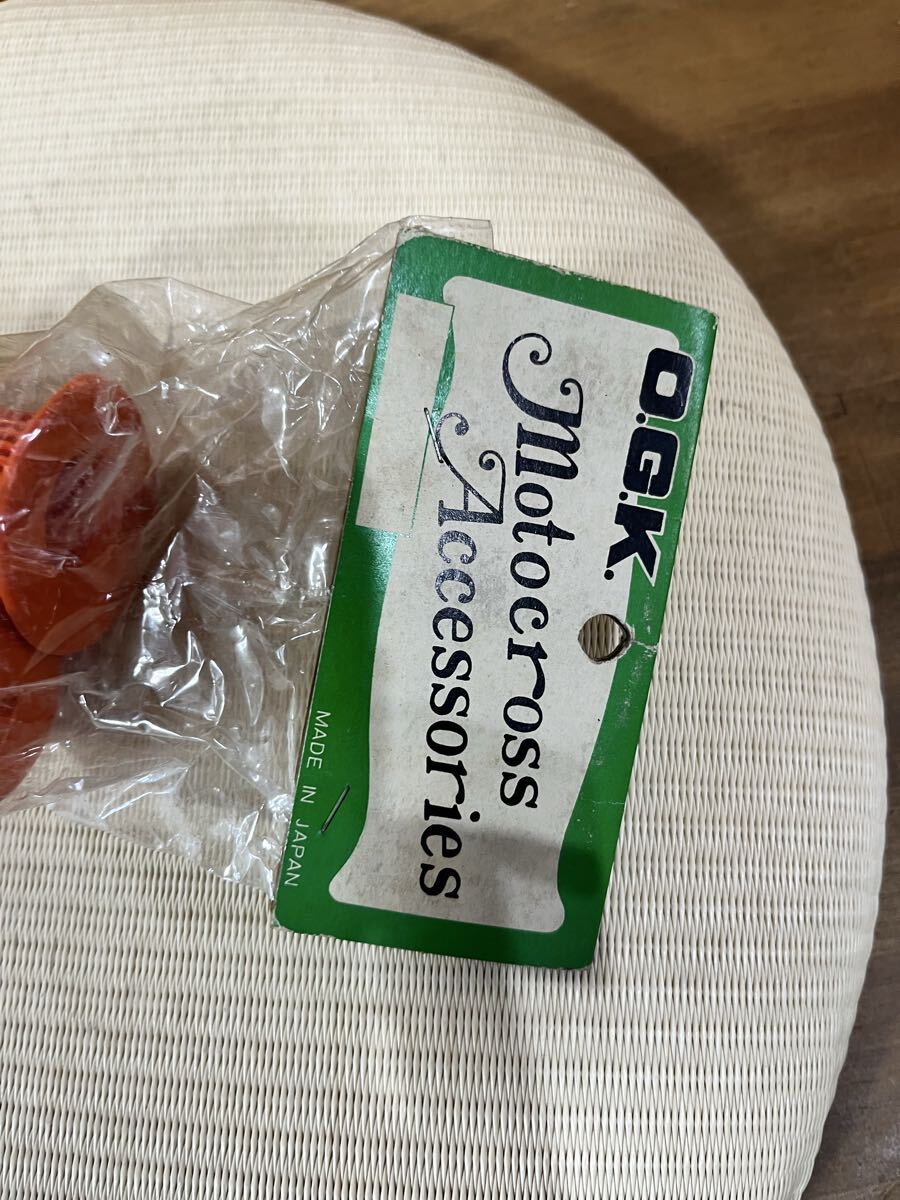 O.G.K.
Motocross
Accessories
MADE IN JAPAN